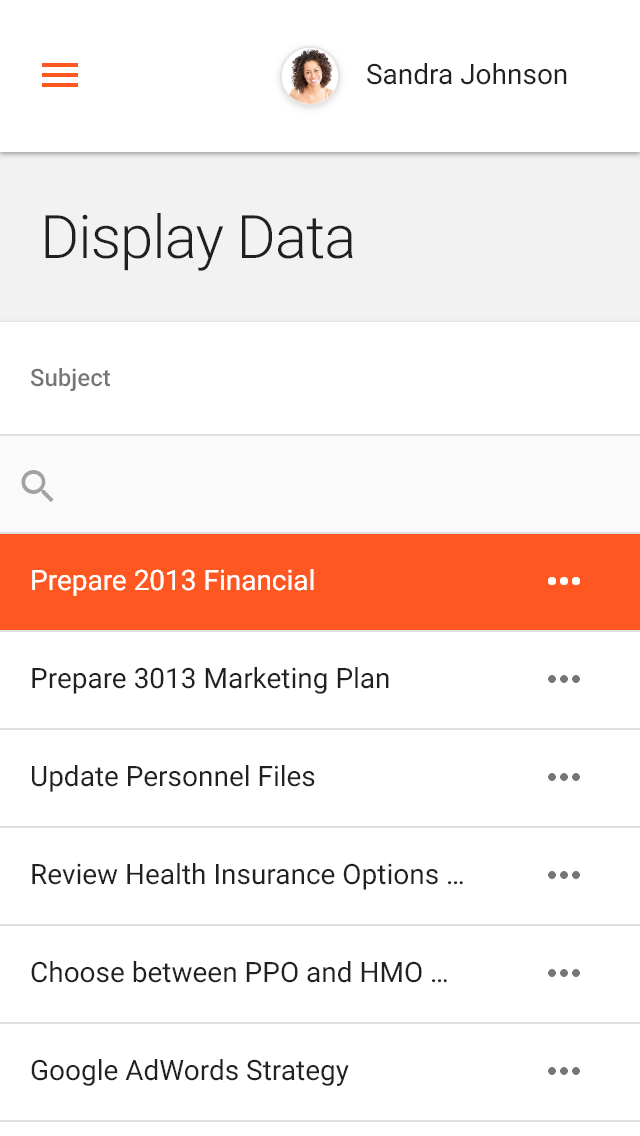 Sandra Johnson
Display Data
Subject
Prepare 2013 Financial
Prepare 3013 Marketing Plan
Update Personnel Files
Review Health Insurance Options ...
Choose between PPO and HMO ...
Google AdWords Strategy